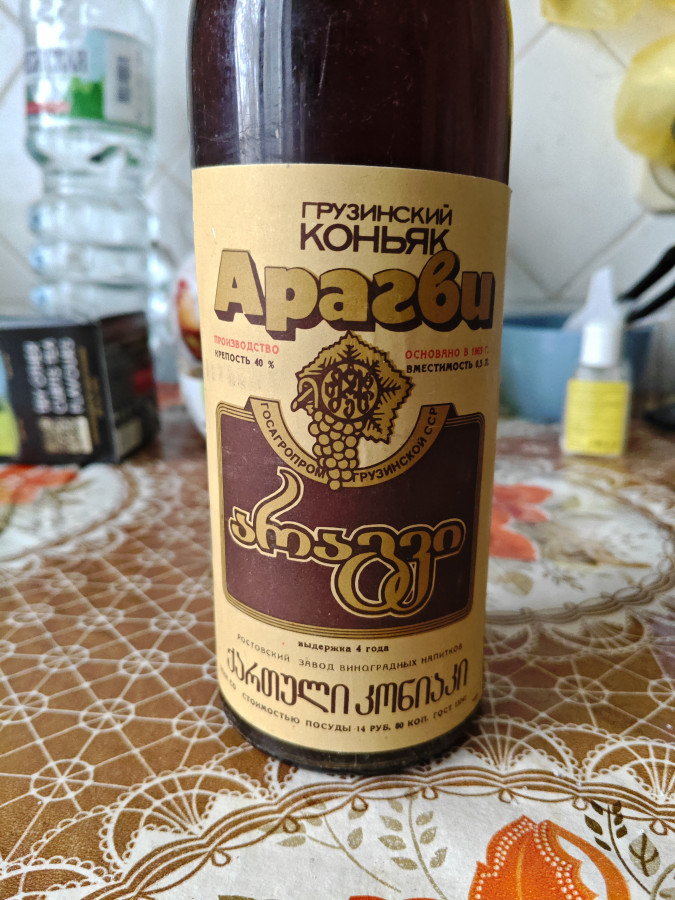 ГРУЗИНСКИЙ
КОНЬЯК
Арагви
ПРОИЗВОДСТВО
КРЕПОСТЬ 40 %
ОСНОВАНО В
ВМЕСТИМОСТЬ 0,5 Л.
ГОСАГРОПРОМ ГРУЗИНСКОЙ ССР
არაგვი
выдержка 4 года
РОСТОВСКИЙ ЗАВОД ВИНОГРАДНЫХ НАПИТКОВ
ქართული კონიაკი
СТОИМОСТЬЮ ПОСУДЫ 14 РУБ. 80 КОП. ГОСТ